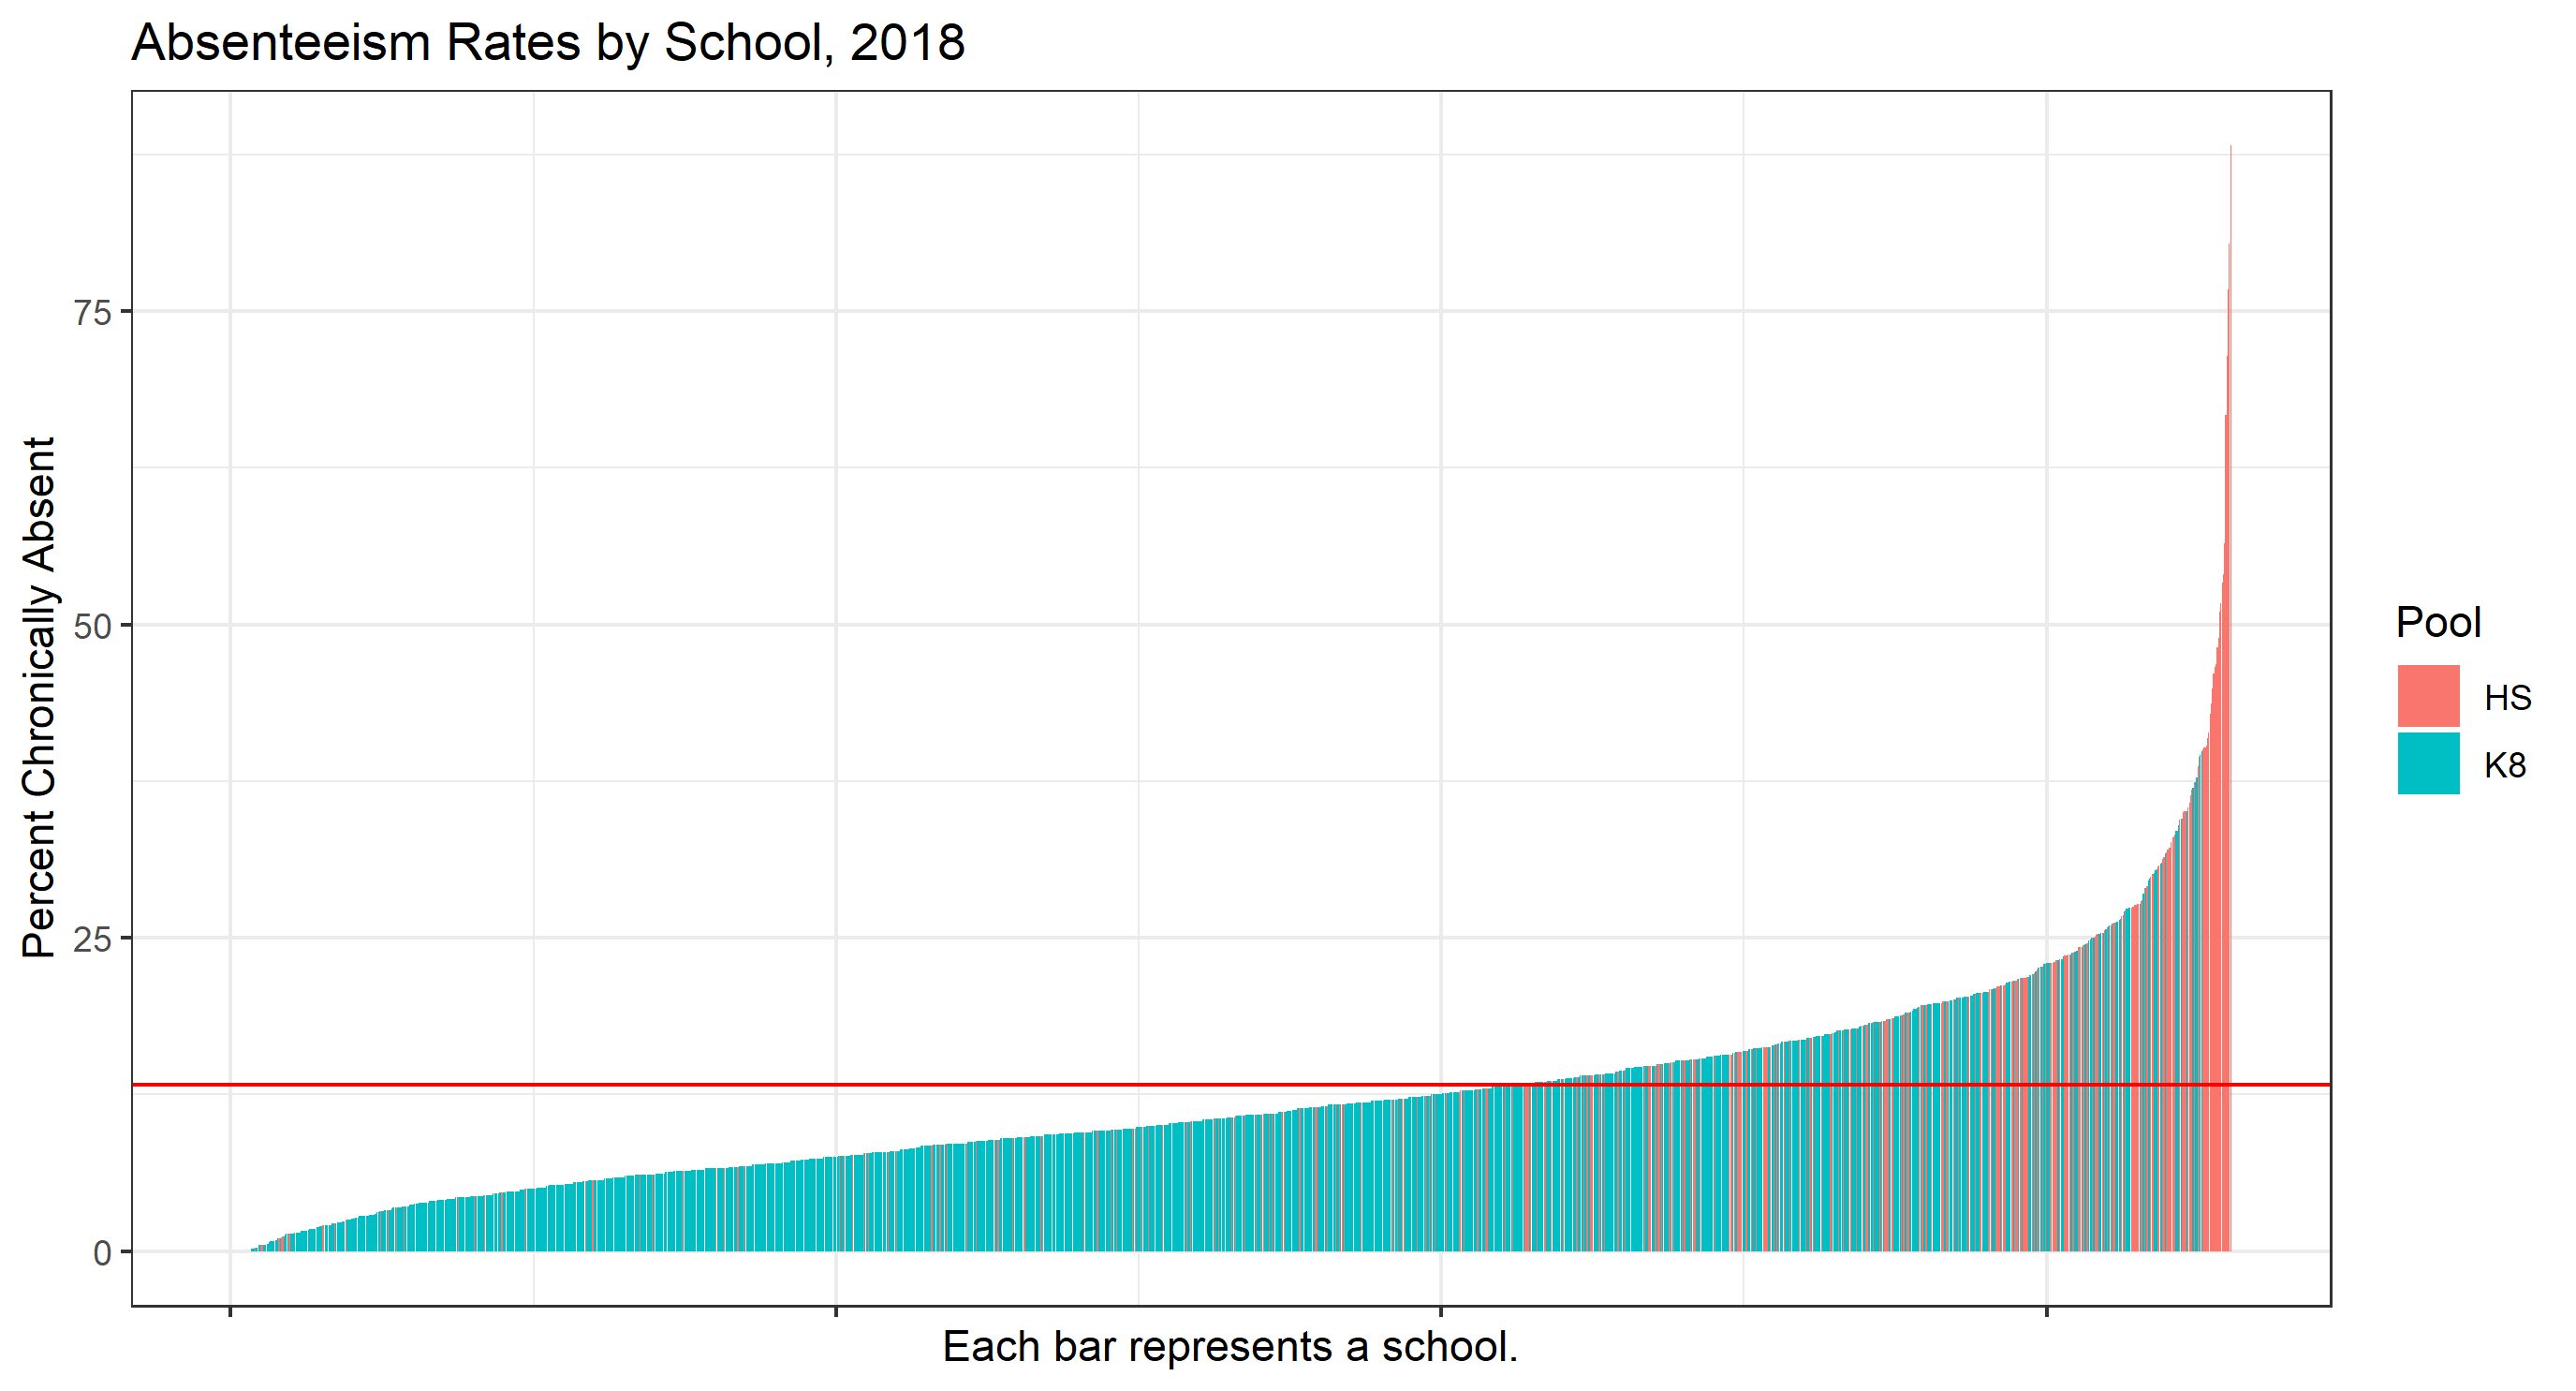 Absenteeism Rates by School, 2018
Percent Chronically Absent
75
50
25
0
Each bar represents a school.
Pool
HS
K8